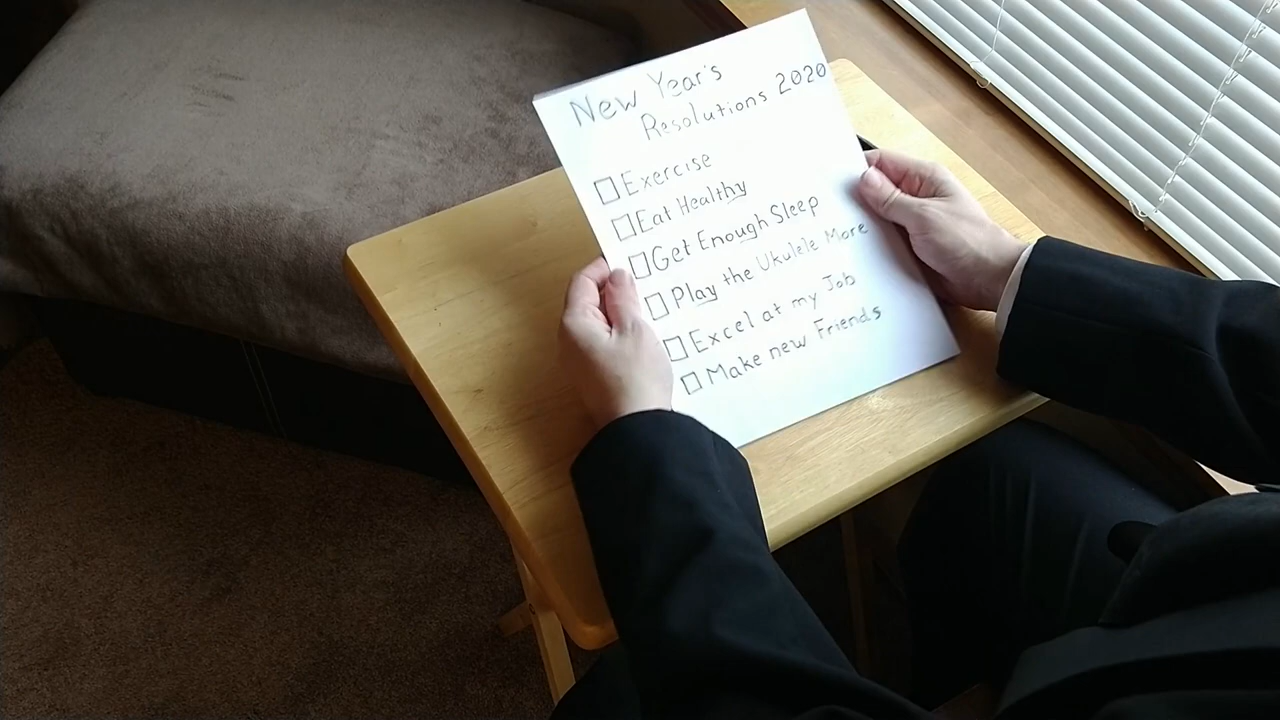 New Year's
Resolutions 2020
Exercise
Eat Healthy
Get Enough Sleep
Play the Ukulele More
Excel at my Job
Make new Friends